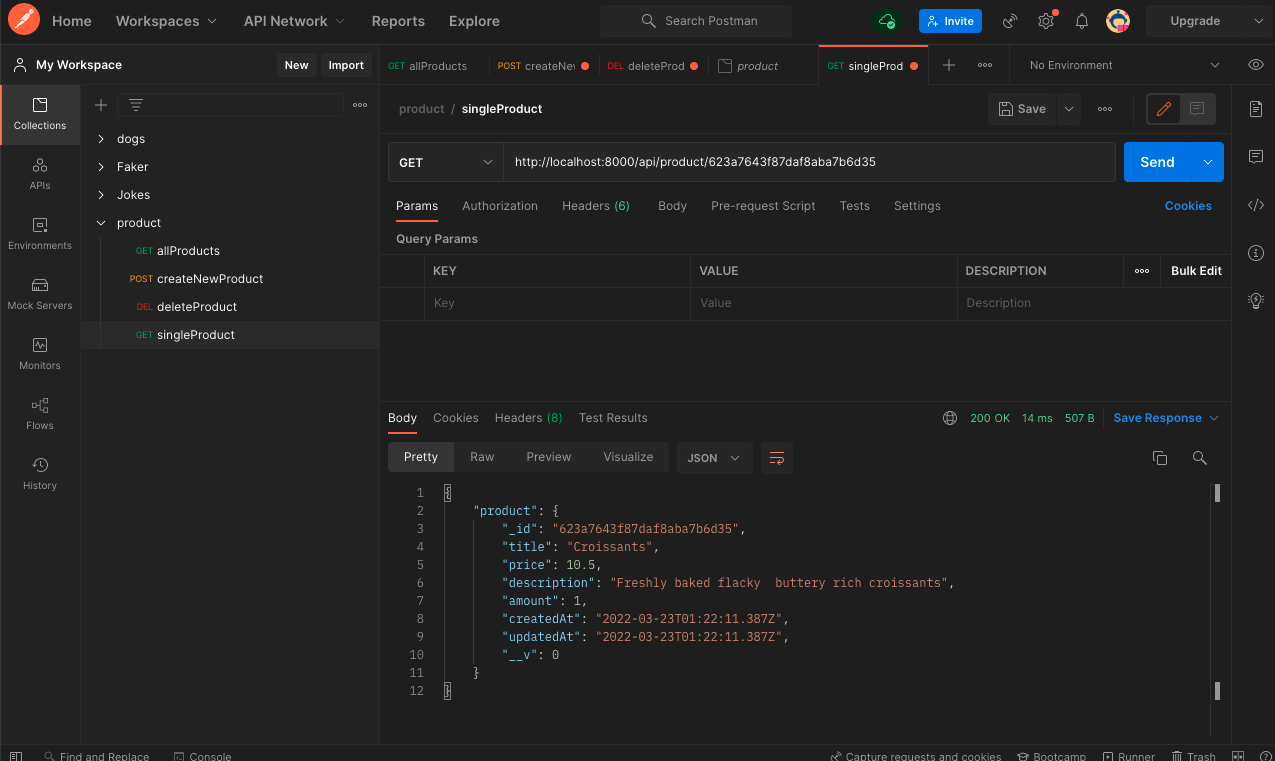 Home Workspaces API Network Reports Explore Search Postman Invite Upgrade
My Workspace New Import
GET allProducts POST createNe DEL deleteProd product GET singleProd No Environment
Collections
APIs
Environments
Mock Servers
Monitors
Flows
History
dogs
Faker
Jokes
product
GET allProducts
POST createNewProduct
DEL deleteProduct
GET singleProduct
product / singleProduct Save
GET http://localhost:8000/api/product/623a7643f87daf8aba7b6d35 Send
Params Authorization Headers (6) Body Pre-request Script Tests Settings Cookies
Query Params
KEY VALUE DESCRIPTION Bulk Edit
Key Value Description
Body Cookies Headers (8) Test Results 200 OK 14 ms 507 B Save Response
Pretty Raw Preview Visualize JSON
1 {
2 "product": {
3 "_id": "623a7643f87daf8aba7b6d35",
4 "title": "Croissants",
5 "price": 10.5,
6 "description": "Freshly baked flacky  buttery rich croissants",
7 "amount": 1,
8 "createdAt": "2022-03-23T01:22:11.387Z",
9 "updatedAt": "2022-03-23T01:22:11.387Z",
10 "__v": 0
11 }
12 }
Find and Replace Console Capture requests and cookies Bootcamp Runner Trash